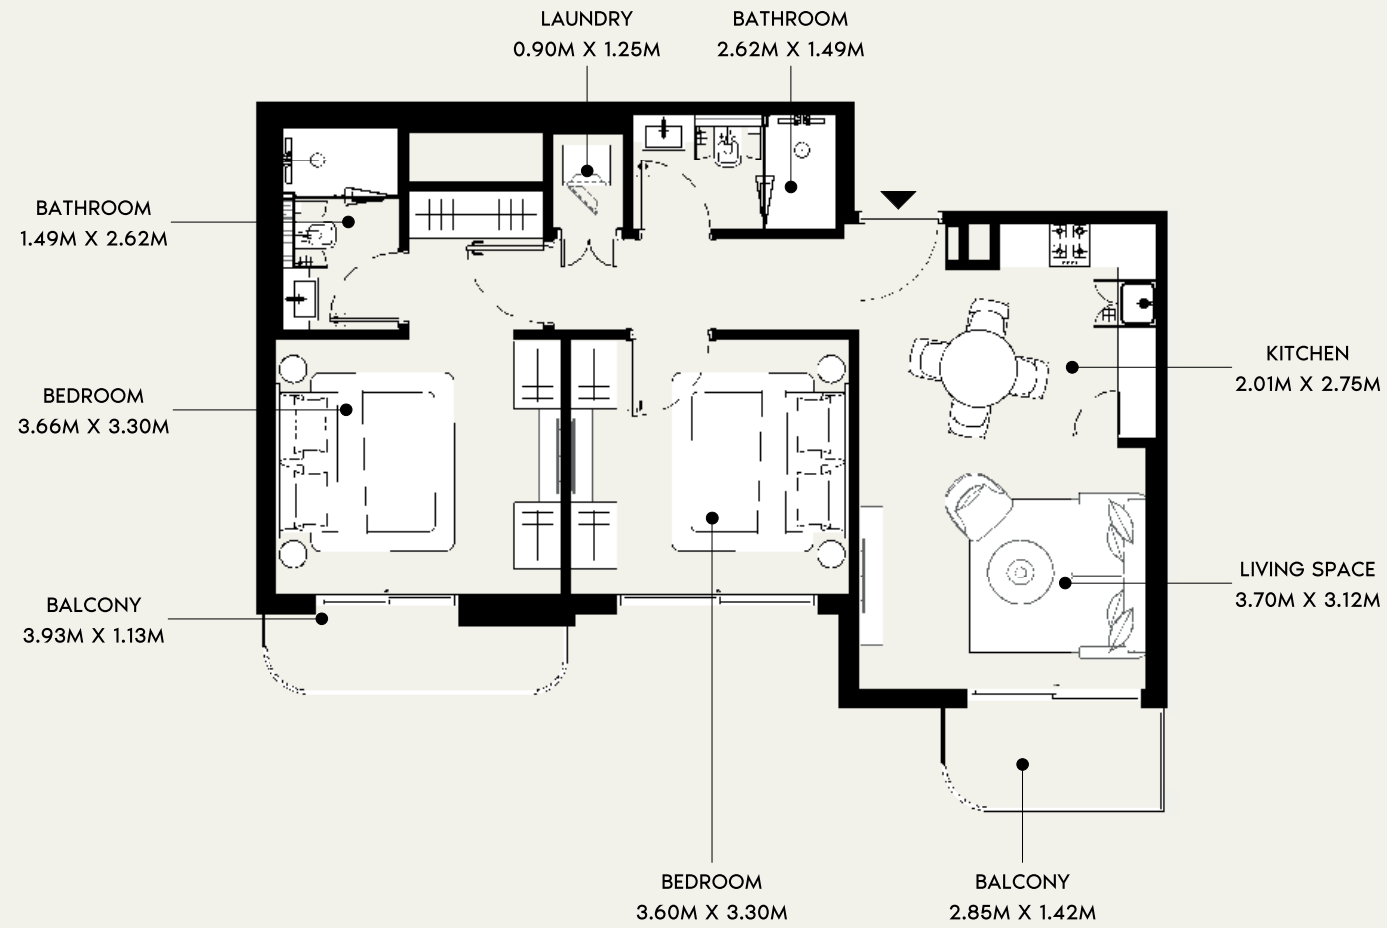 LAUNDRY
0.90M X 1.25M
BATHROOM
2.62M X 1.49M
BATHROOM
1.49M X 2.62M
BEDROOM
3.66M X 3.30M
BALCONY
3.93M X 1.13M
KITCHEN
2.01M X 2.75M
LIVING SPACE
3.70M X 3.12M
BEDROOM
3.60M X 3.30M
BALCONY
2.85M X 1.42M